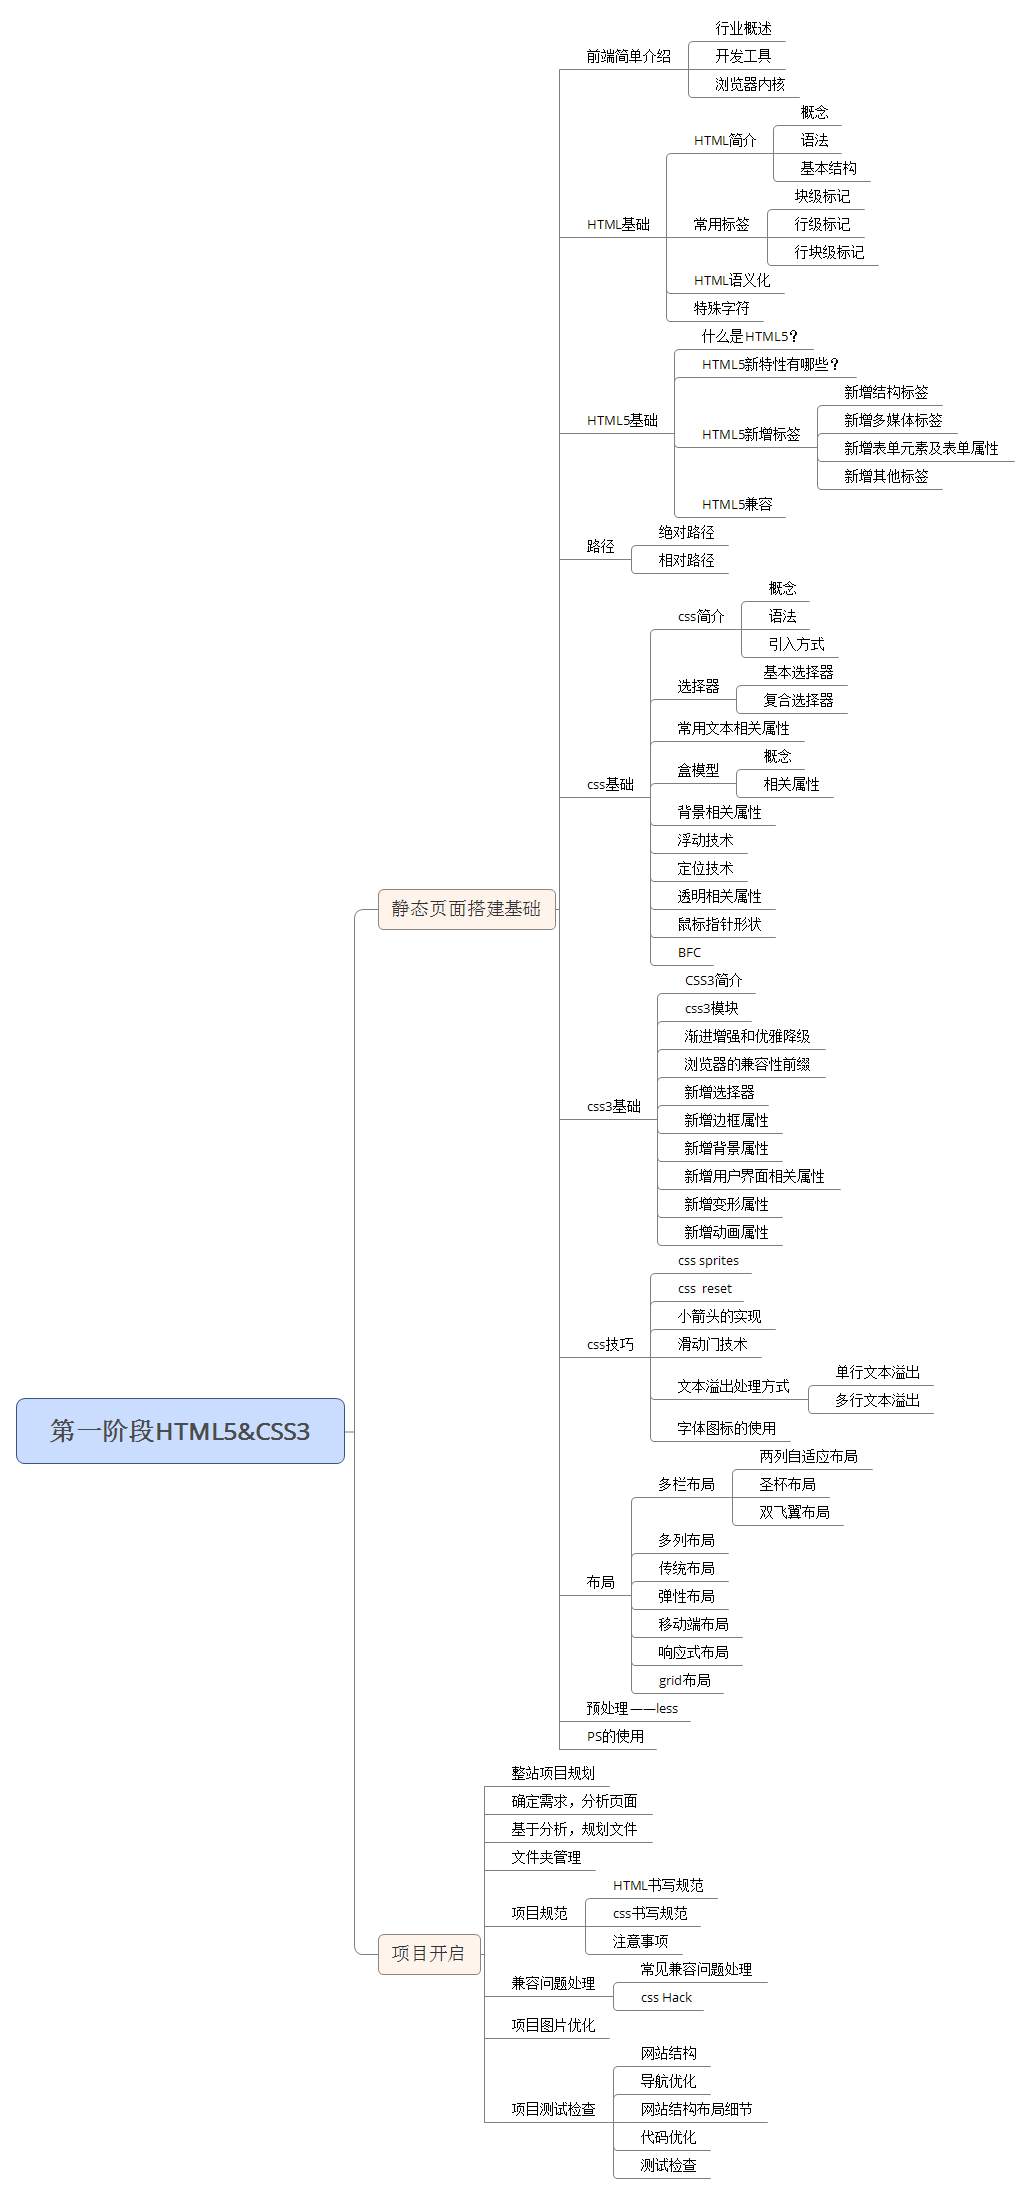 第一阶段HTML5&CSS3
静态页面搭建基础
前端简单介绍
行业概述
开发工具
浏览器内核
HTML基础
HTML简介
概念
语法
基本结构
常用标签
块级标记
行级标记
行块级标记
HTML语义化
特殊字符
HTML5基础
什么是HTML5？
HTML5新特性有哪些？
HTML5新增标签
新增结构标签
新增多媒体标签
新增表单元素及表单属性
新增其他标签
HTML5兼容
路径
绝对路径
相对路径
css基础
css简介
概念
语法
引入方式
选择器
基本选择器
复合选择器
常用文本相关属性
盒模型
概念
相关属性
背景相关属性
浮动技术
定位技术
透明相关属性
鼠标指针形状
BFC
css3基础
CSS3简介
css3模块
渐进增强和优雅降级
浏览器的兼容性前缀
新增选择器
新增边框属性
新增背景属性
新增用户界面相关属性
新增变形属性
新增动画属性
css技巧
css sprites
css  reset
小箭头的实现
滑动门技术
文本溢出处理方式
单行文本溢出
多行文本溢出
字体图标的使用
布局
多栏布局
两列自适应布局
圣杯布局
双飞翼布局
多列布局
传统布局
弹性布局
移动端布局
响应式布局
grid布局
预处理——less
PS的使用
项目开启
整站项目规划
确定需求，分析页面
基于分析，规划文件
文件夹管理
项目规范
HTML书写规范
css书写规范
注意事项
兼容问题处理
常见兼容问题处理
css Hack
项目图片优化
项目测试检查
网站结构
导航优化
网站结构布局细节
代码优化
测试检查